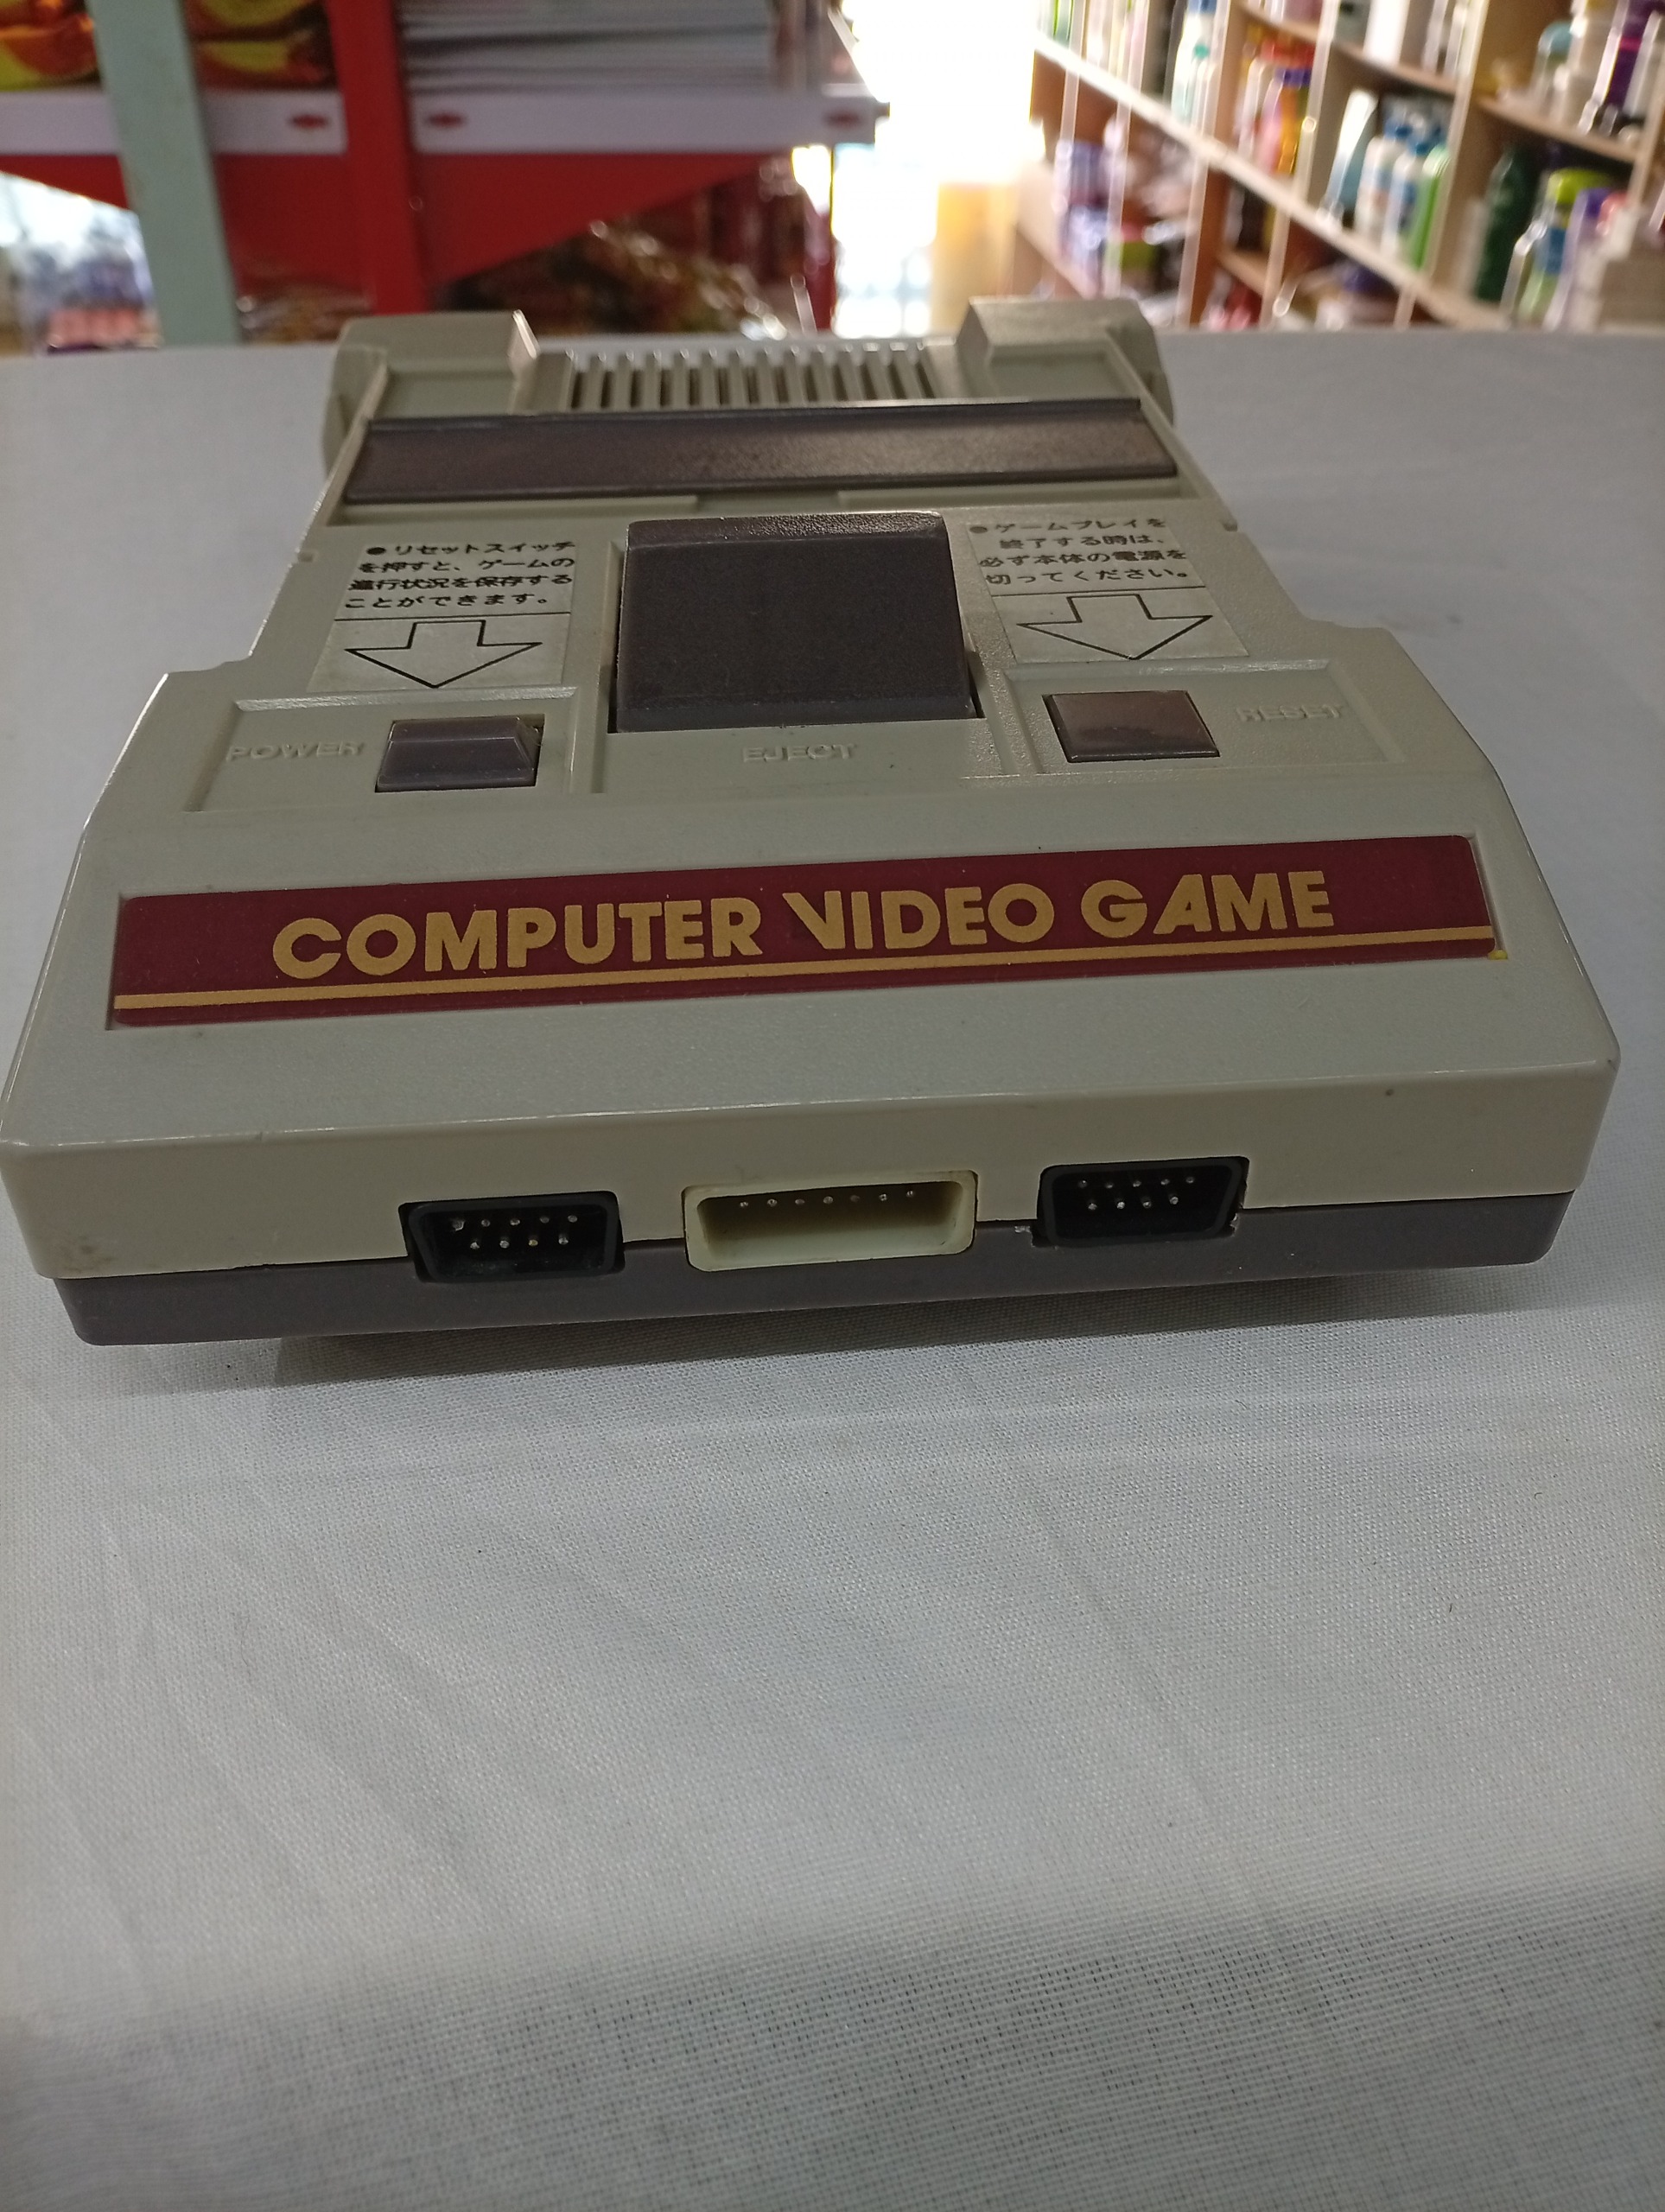 ●リセットスイッチ
を押すと、ゲームの
進行状況を保存する
ことができます。
●ゲームプレイを
終了する時は、
必ず本体の電源を
切ってください。
POWER
EJECT
RESET
COMPUTER VIDEO GAME